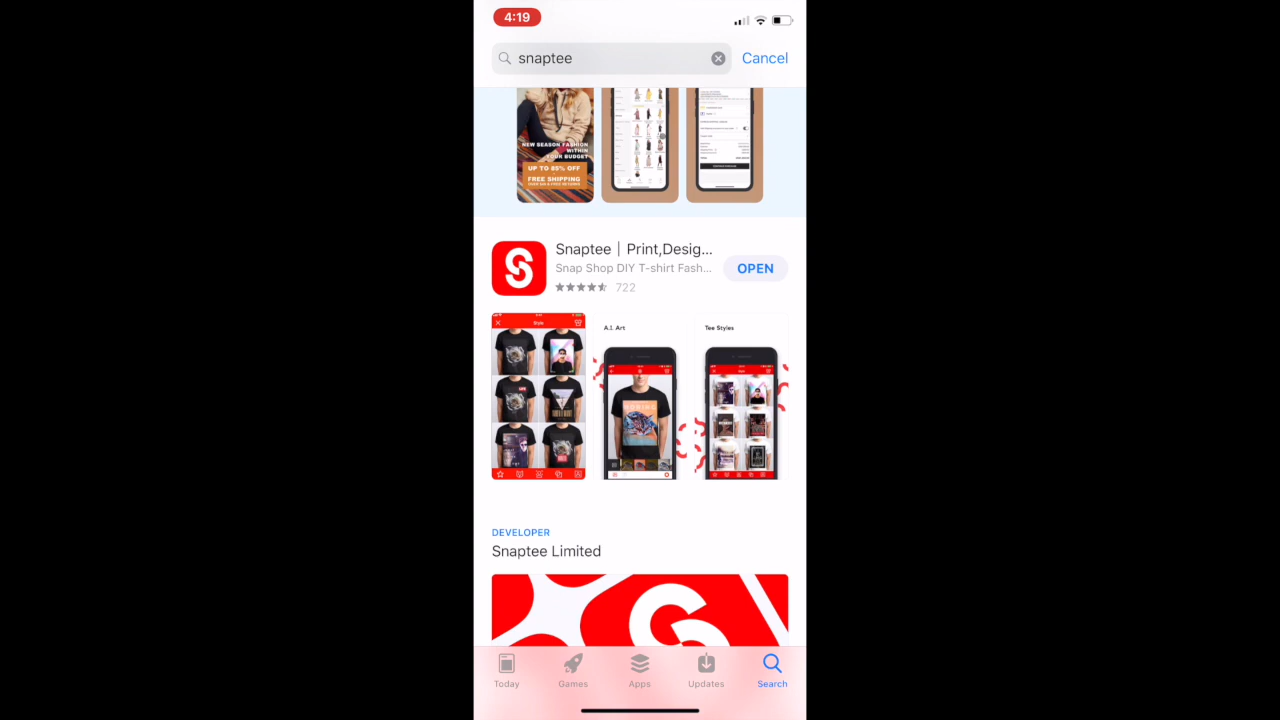 4:19
snaptee
Cancel
NEW SEASON FASHION
WITHIN
YOUR BUDGET
UP TO 85% OFF
FREE SHIPPING
Snaptee｜Print,Desig...
Snap Shop DIY T-shirt Fash...
OPEN
722
Style
A.I. Art
Tee Styles
DEVELOPER
Snaptee Limited
Today
Games
Apps
Updates
Search